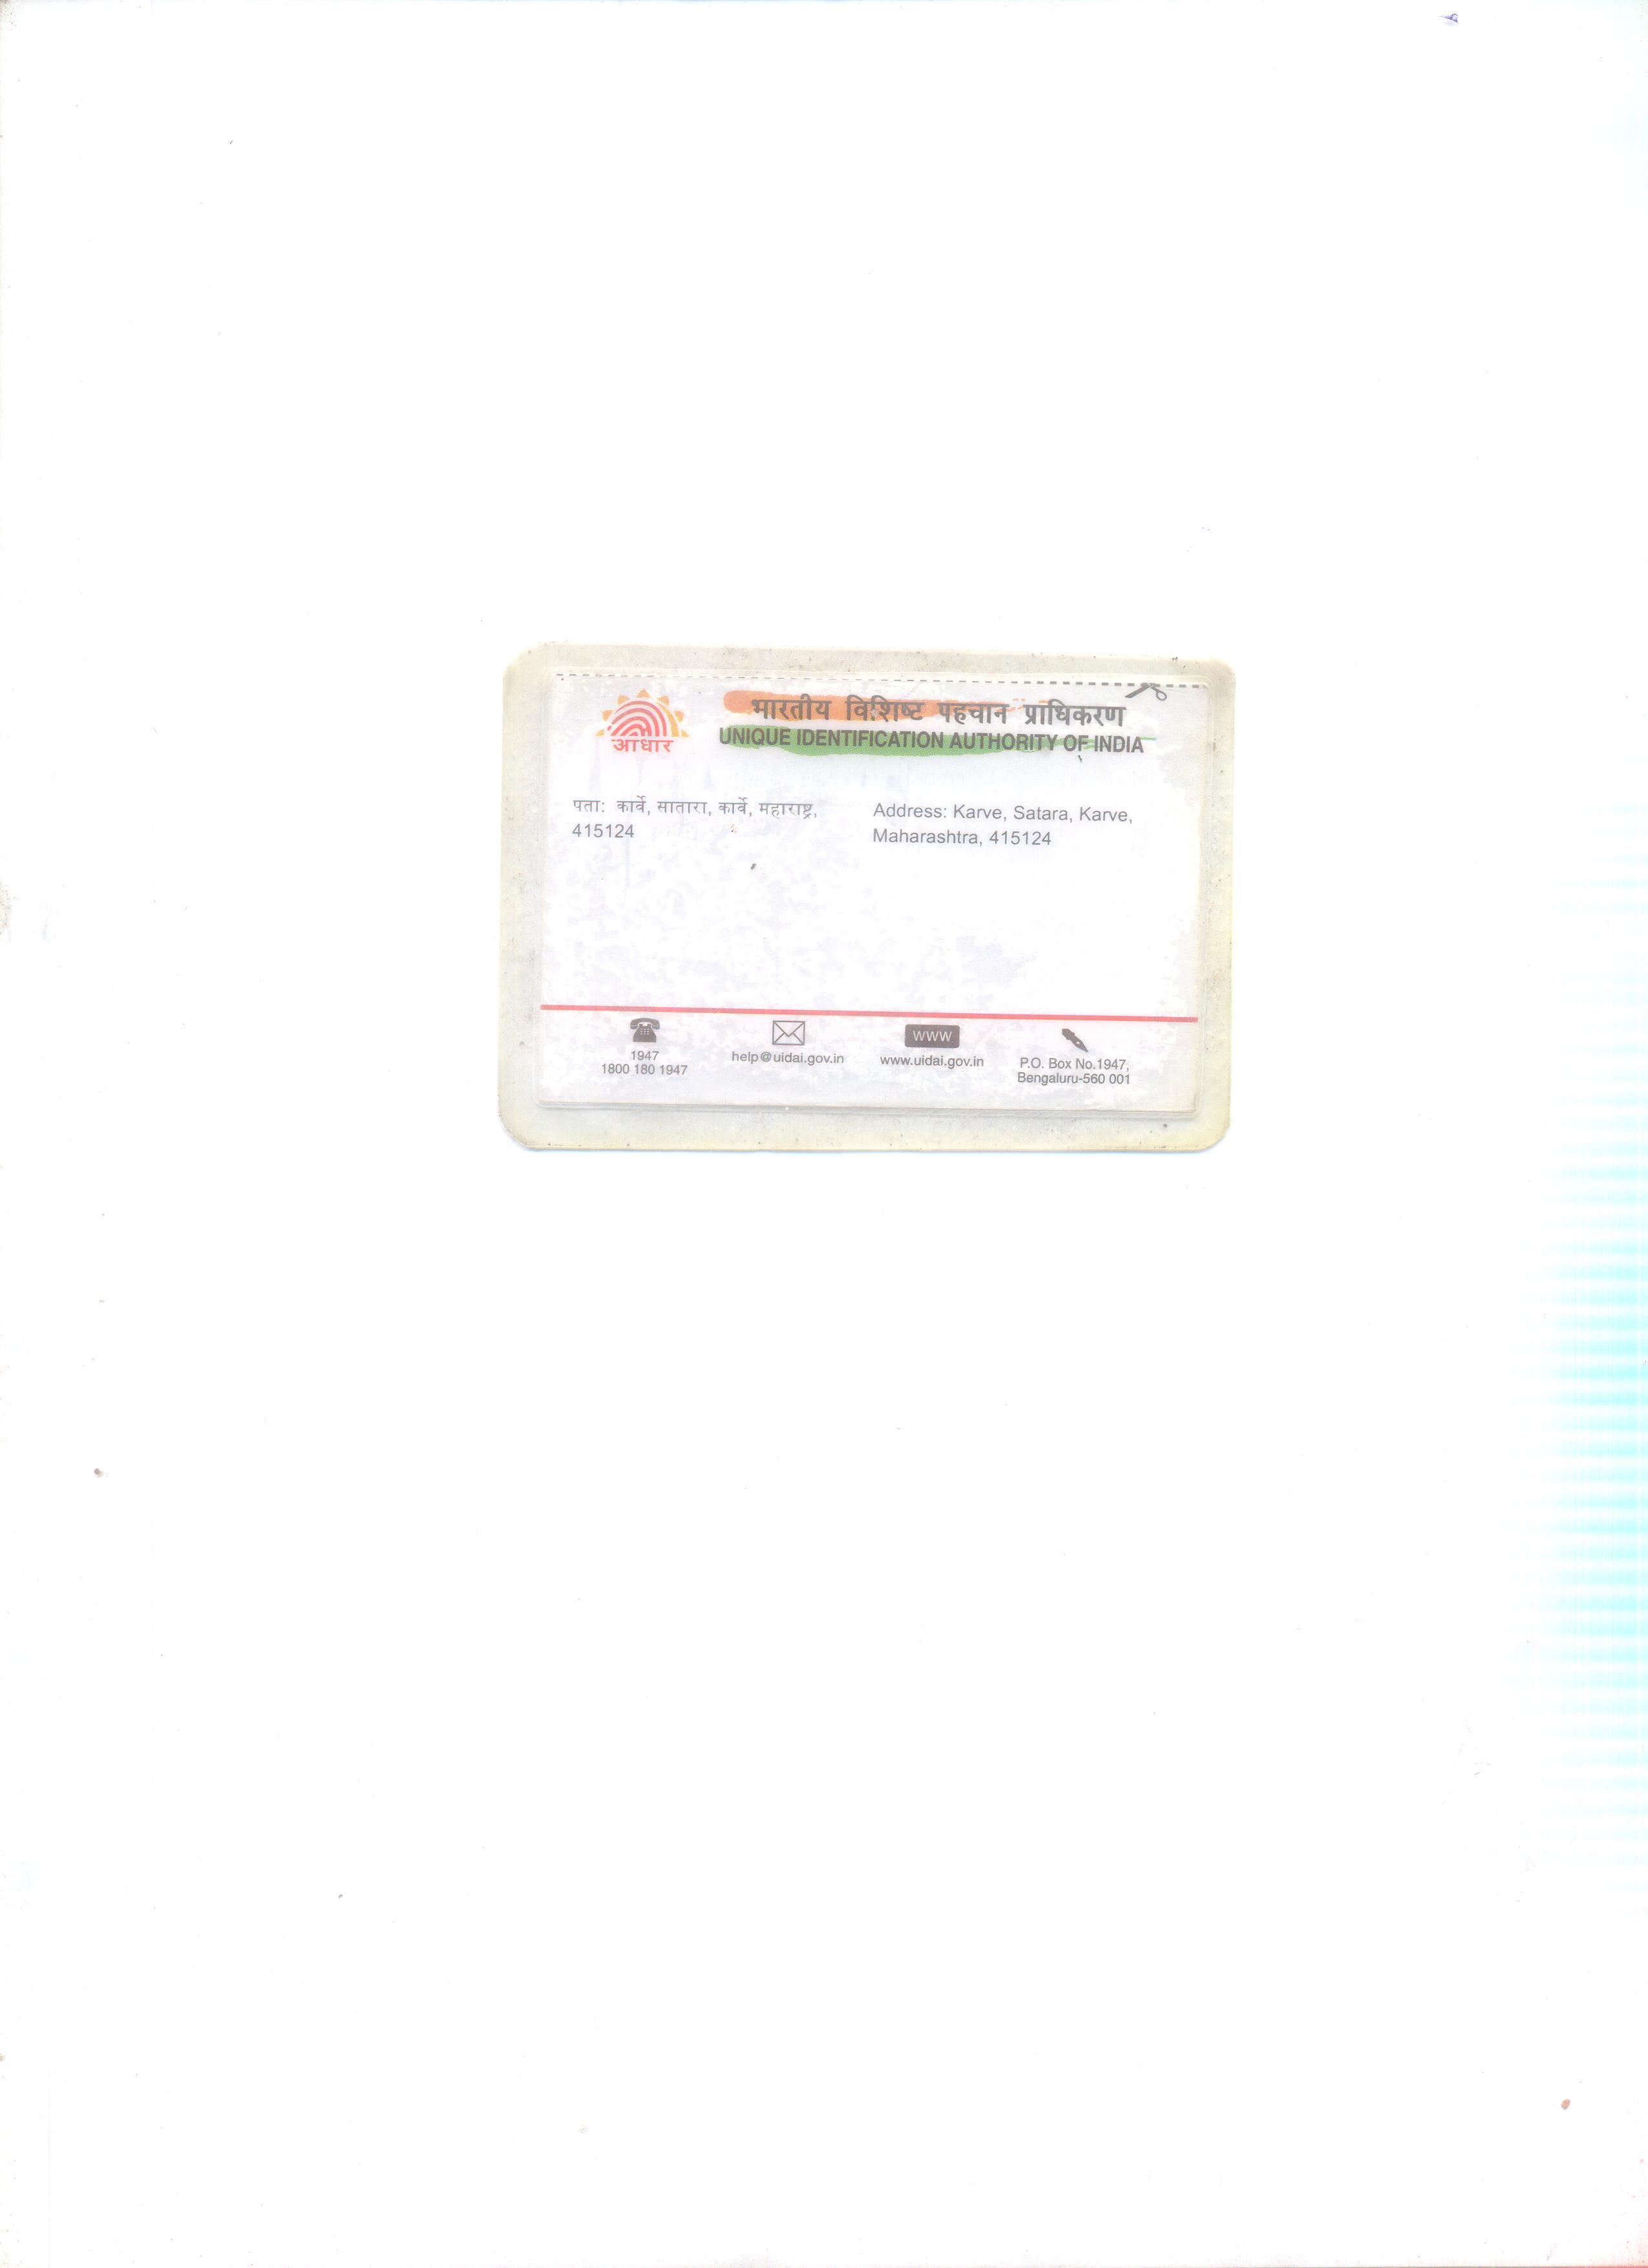 आधार
भारतीय विशिष्ट पहचान प्राधिकरण
UNIQUE IDENTIFICATION AUTHORITY OF INDIA
पता: कार्वे, सातारा, कार्वे, महाराष्ट्र,
415124
Address: Karve, Satara, Karve,
Maharashtra, 415124
1947
1800 180 1947
help@uidai.gov.in
www
www.uidai.gov.in
P.O. Box No.1947,
Bengaluru-560 001